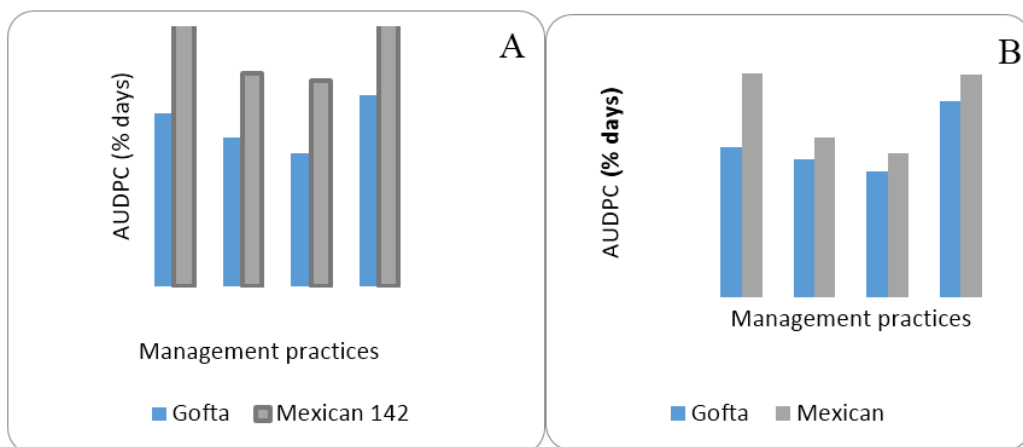 A
AUDPC (% days)
Management practices
Gofta Mexican 142
B
AUDPC (% days)
Management practices
Gofta Mexican